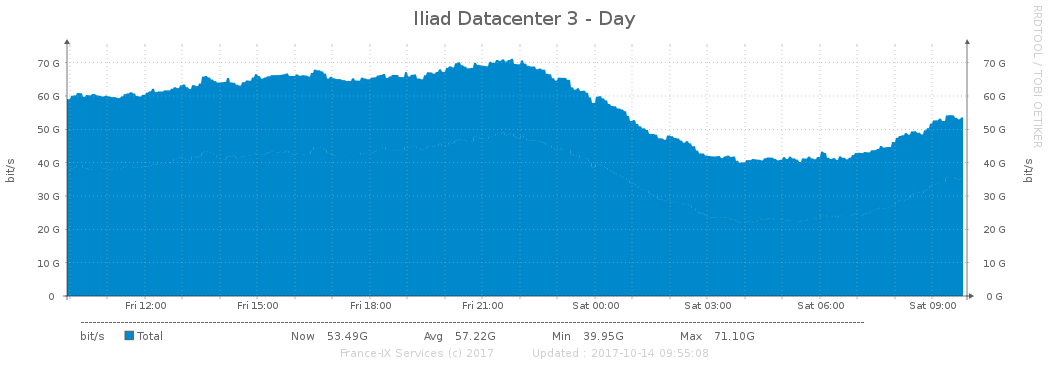 Iliad Datacenter 3 - Day
RRDTOOL / TOBI OETIKER
bit/s
70 G 70 G
60 G 60 G
50 G 50 G
40 G 40 G
30 G 30 G
20 G 20 G
10 G 10 G
0 0 G
bit/s
Fri 12:00 Fri 15:00 Fri 18:00 Fri 21:00 Sat 00:00 Sat 03:00 Sat 06:00 Sat 09:00
bit/s Total Now 53.49G Avg 57.22G Min 39.95G Max 71.10G
France-IX Services (c) 2017 Updated : 2017-10-14 09:55:08